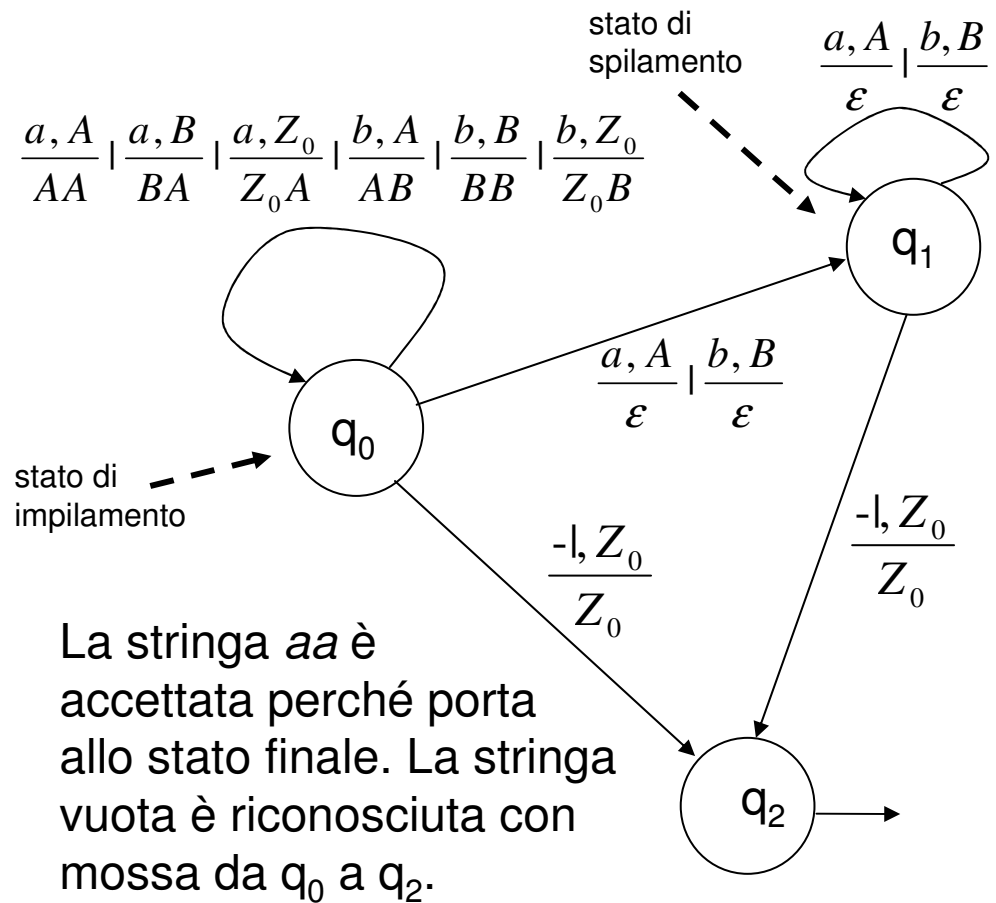 stato di
spilamento
a, A / ε | b, B / ε
a, A / AA | a, B / BA | a, Z₀ / Z₀A | b, A / AB | b, B / BB | b, Z₀ / Z₀B
q₁
a, A / ε | b, B / ε
q₀
stato di
impilamento
-|, Z₀ / Z₀
-|, Z₀ / Z₀
q₂
La stringa aa è
accettata perché porta
allo stato finale. La stringa
vuota è riconosciuta con
mossa da q₀ a q₂.